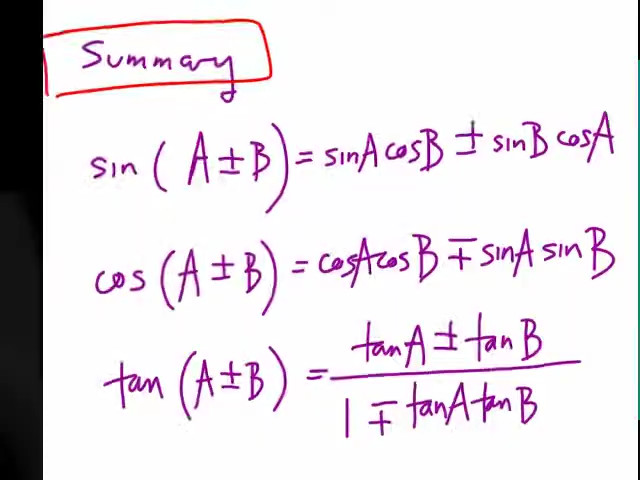 Summary
sin (A ± B) = sinA cosB ± sinB cosA
cos (A ± B) = cosA cosB ∓ sinA sinB
tan (A ± B) = tanA ± tanB
1 ∓ tanA tanB